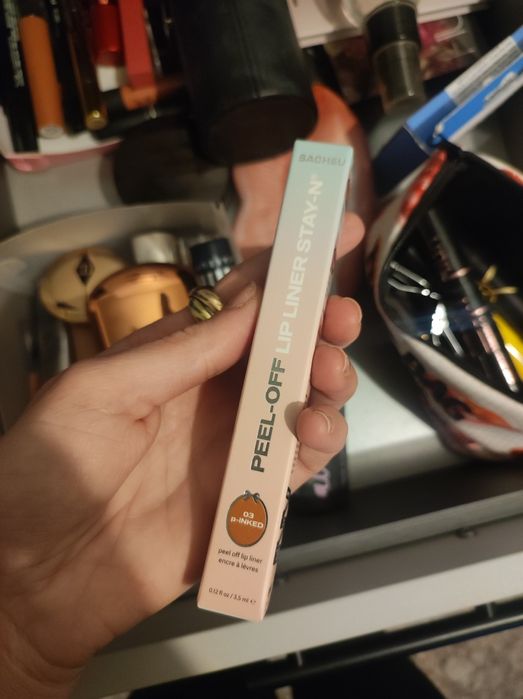 SACHEU
PEEL-OFF LIP LINER STAY-N®
03
p-INKED
peel off lip liner
encre à lèvres
0.12 fl oz / 3.5 ml e